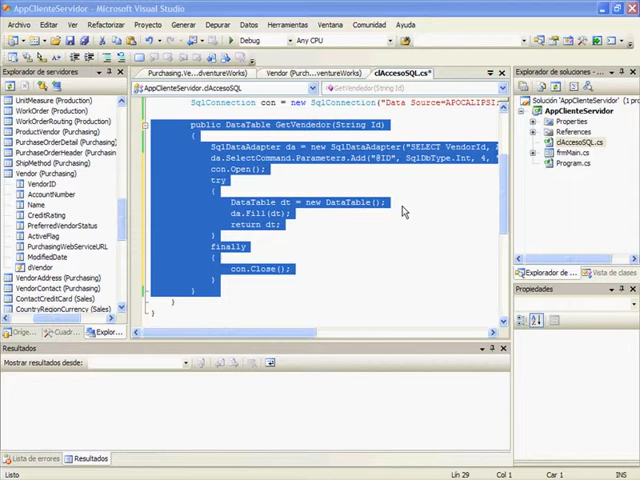 AppClienteServidor - Microsoft Visual Studio
Archivo Editar Ver Refactorizar Proyecto Generar Depurar Datos Herramientas Ventana Comunidad Ayuda
Debug Any CPU
Explorador de servidores
UnitMeasure (Production)
WorkOrder (Production)
WorkOrderRouting (Production)
ProductVendor (Purchasing)
PurchaseOrderDetail (Purchasin
PurchaseOrderHeader (Purchas
ShipMethod (Purchasing)
Vendor (Purchasing)
VendorID
AccountNumber
Name
CreditRating
PreferredVendorStatus
ActiveFlag
PurchasingWebServiceURL
ModifiedDate
dVendor
VendorAddress (Purchasing)
VendorContact (Purchasing)
ContactCreditCard (Sales)
CountryRegionCurrency (Sales)
Oríge... Cuadr... Explor...
Purchasing.Ve...dventureWorks) Vendor (Purch...ventureWorks) clAccesoSQL.cs*
AppClienteServidor.clAccesoSQL GetVendedor(String Id)
SqlConnection con = new SqlConnection("Data Source=APOCALIPSI
public DataTable GetVendedor(String Id)
{
SqlDataAdapter da = new SqlDataAdapter("SELECT VendorId,
da.SelectCommand.Parameters.Add("@ID", SqlDbType.Int, 4, "
con.Open();
try
{
DataTable dt = new DataTable();
da.Fill(dt);
return dt;
}
finally
{
con.Close();
}
}
}
}
Explorador de soluciones
Solución 'AppClienteServidor' (1
AppClienteServidor
Properties
References
clAccesoSQL.cs
frmMain.cs
Program.cs
Explorador de ... Vistas de clases
Propiedades
Resultados
Mostrar resultados desde:
Lista de errores Resultados
Listo Lín 29 Col 1 Car 1 INS